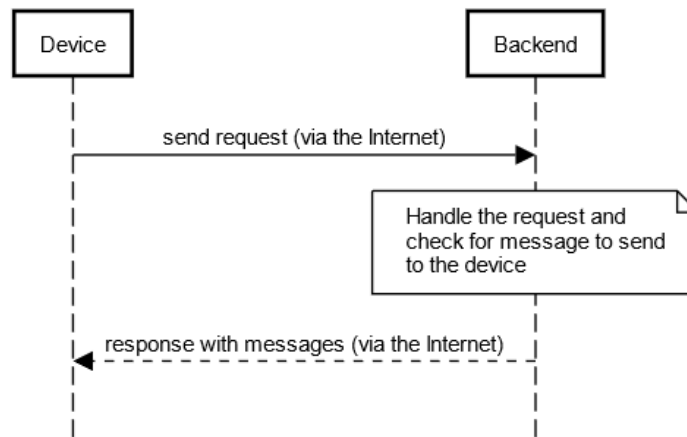 Device
Backend
send request (via the Internet)
Handle the request and
check for message to send
to the device
response with messages (via the Internet)